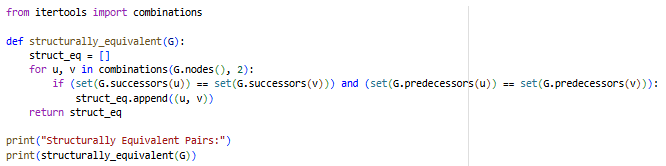 from itertools import combinations

def structurally_equivalent(G):
    struct_eq = []
    for u, v in combinations(G.nodes(), 2):
        if (set(G.successors(u)) == set(G.successors(v))) and (set(G.predecessors(u)) == set(G.predecessors(v))):
            struct_eq.append((u, v))
    return struct_eq

print("Structurally Equivalent Pairs:")
print(structurally_equivalent(G))